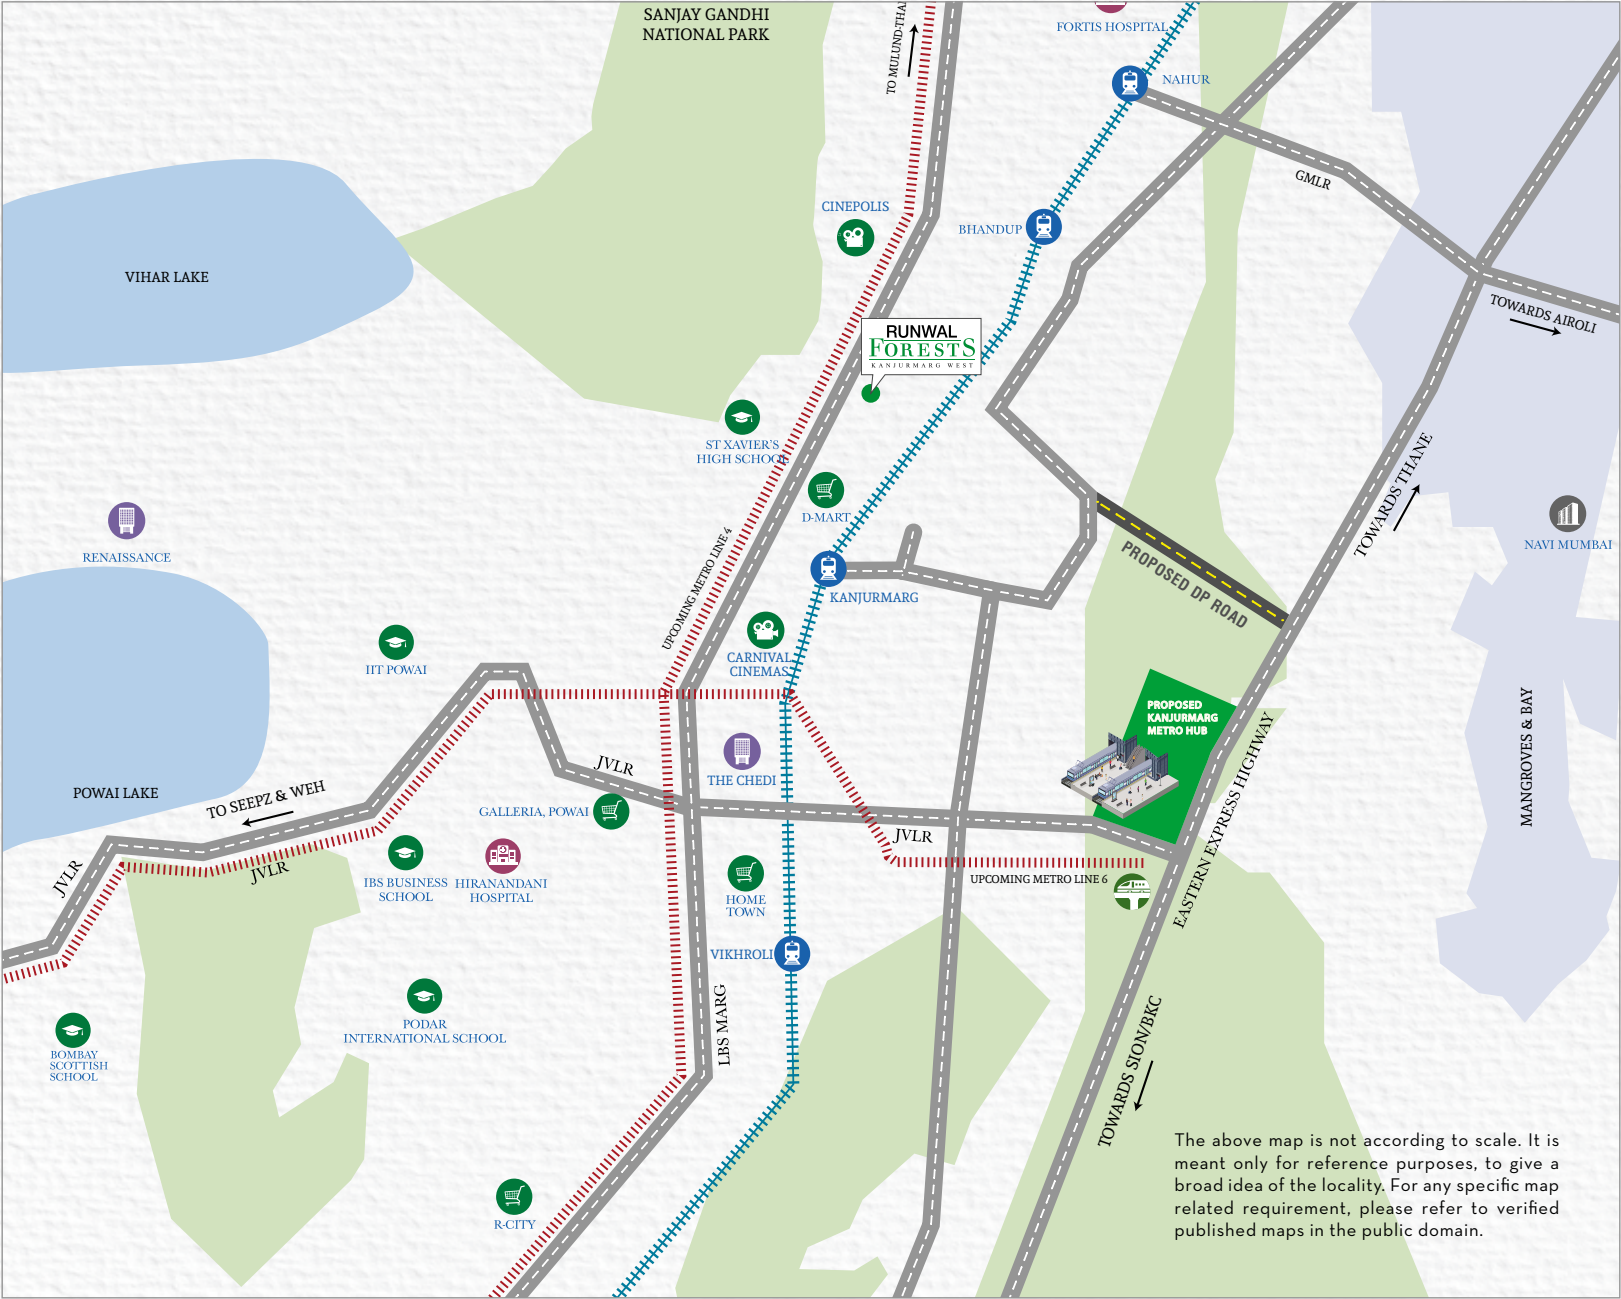 SANJAY GANDHI
NATIONAL PARK
FORTIS HOSPITAL
NAHUR
GMLR
CINEPOLIS
BHANDUP
VIHAR LAKE
TOWARDS AIROLI
RUNWAL
FORESTS
KANJURMARG WEST
ST XAVIER'S
HIGH SCHOOL
TOWARDS THANE
D-MART
NAVI MUMBAI
RENAISSANCE
UPCOMING METRO LINE 4
PROPOSED DP ROAD
KANJURMARG
IIT POWAI
CARNIVAL
CINEMAS
PROPOSED
KANJURMARG
METRO HUB
MANGROVES & BAY
JVLR
THE CHEDI
EASTERN EXPRESS HIGHWAY
POWAI LAKE
TO SEEPZ & WEH
GALLERIA, POWAI
JVLR
JVLR
JVLR
UPCOMING METRO LINE 6
IBS BUSINESS
SCHOOL
HIRANANDANI
HOSPITAL
HOME
TOWN
VIKHROLI
PODAR
INTERNATIONAL SCHOOL
LBS MARG
BOMBAY
SCOTTISH
SCHOOL
TOWARDS SION/BKC
R-CITY
The above map is not according to scale. It is
meant only for reference purposes, to give a
broad idea of the locality. For any specific map
related requirement, please refer to verified
published maps in the public domain.